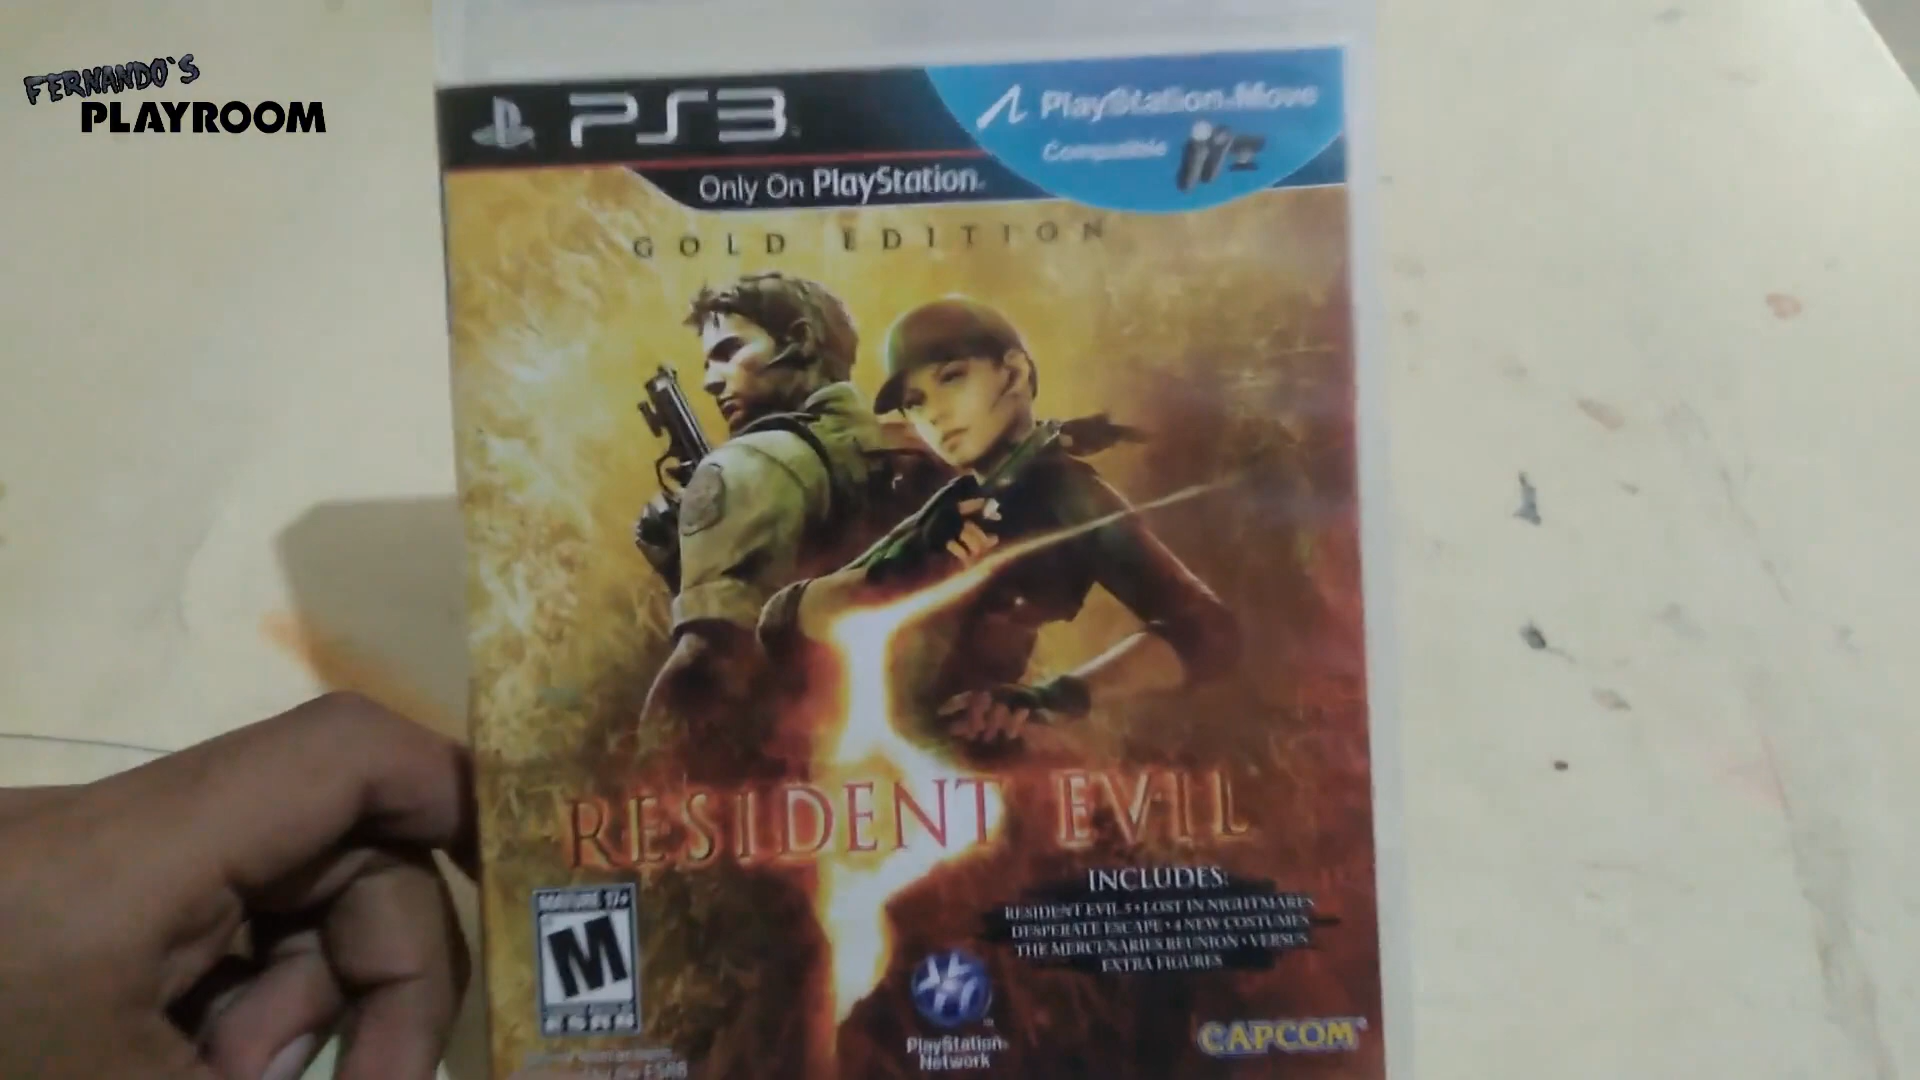 FERNANDO`S
PLAYROOM
PS3
PlayStation Move
Compatible
Only On PlayStation
GOLD EDITION
RESIDENT EVIL
5
INCLUDES:
RESIDENT EVIL 5 • LOST IN NIGHTMARES
DESPERATE ESCAPE • 4 NEW COSTUMES
THE MERCENARIES REUNION • VERSUS
EXTRA FIGURES
MATURE 17+
M
ESRB
PlayStation
Network
CAPCOM